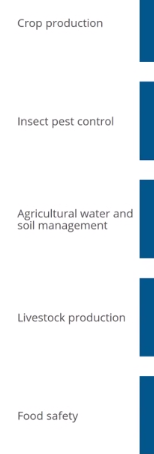 Crop production
Insect pest control
Agricultural water and
soil management
Livestock production
Food safety